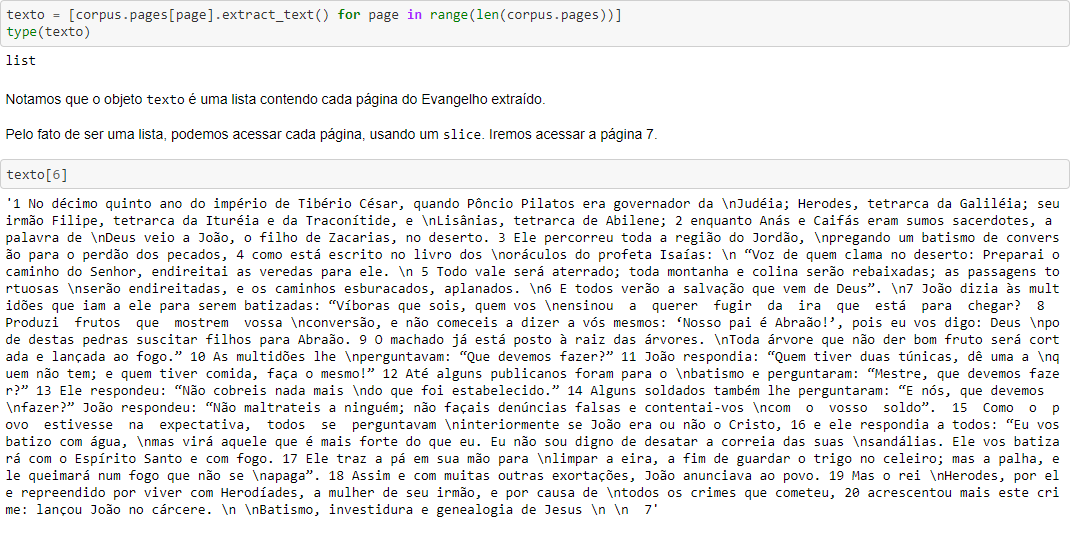 texto = [corpus.pages[page].extract_text() for page in range(len(corpus.pages))]
type(texto)
list
Notamos que o objeto texto é uma lista contendo cada página do Evangelho extraído.
Pelo fato de ser uma lista, podemos acessar cada página, usando um slice. Iremos acessar a página 7.
texto[6]
'1 No décimo quinto ano do império de Tibério César, quando Pôncio Pilatos era governador da \nJudéia; Herodes, tetrarca da Galiléia; seu
irmão Filipe, tetrarca da Ituréia e da Traconítide, e \nLisânias, tetrarca de Abilene; 2 enquanto Anás e Caifás eram sumos sacerdotes, a
palavra de \nDeus veio a João, o filho de Zacarias, no deserto. 3 Ele percorreu toda a região do Jordão, \npregando um batismo de convers
ão para o perdão dos pecados, 4 como está escrito no livro dos \noráculos do profeta Isaías: \n “Voz de quem clama no deserto: Preparai o
caminho do Senhor, endireitai as veredas para ele. \n 5 Todo vale será aterrado; toda montanha e colina serão rebaixadas; as passagens to
rtuosas \nserão endireitadas, e os caminhos esburacados, aplanados. \n6 E todos verão a salvação que vem de Deus”. \n7 João dizia às mult
idões que iam a ele para serem batizadas: “Víboras que sois, quem vos \nensinou  a  querer  fugir  da  ira  que  está  para  chegar?  8
Produzi  frutos  que  mostrem  vossa \nconversão, e não comeceis a dizer a vós mesmos: ‘Nosso pai é Abraão!’, pois eu vos digo: Deus \npo
de destas pedras suscitar filhos para Abraão. 9 O machado já está posto à raiz das árvores. \nToda árvore que não der bom fruto será cort
ada e lançada ao fogo.” 10 As multidões lhe \nperguntavam: “Que devemos fazer?” 11 João respondia: “Quem tiver duas túnicas, dê uma a \nq
uem não tem; e quem tiver comida, faça o mesmo!” 12 Até alguns publicanos foram para o \nbatismo e perguntaram: “Mestre, que devemos faze
r?” 13 Ele respondeu: “Não cobreis nada mais \ndo que foi estabelecido.” 14 Alguns soldados também lhe perguntaram: “E nós, que devemos
\nfazer?” João respondeu: “Não maltrateis a ninguém; não façais denúncias falsas e contentai-vos \ncom  o  vosso  soldo”.  15  Como  o  p
ovo  estivesse  na  expectativa,  todos  se  perguntavam \ninteriormente se João era ou não o Cristo, 16 e ele respondia a todos: “Eu vos
batizo com água, \nmas virá aquele que é mais forte do que eu. Eu não sou digno de desatar a correia das suas \nsandálias. Ele vos batiza
rá com o Espírito Santo e com fogo. 17 Ele traz a pá em sua mão para \nlimpar a eira, a fim de guardar o trigo no celeiro; mas a palha, e
le queimará num fogo que não se \napaga”. 18 Assim e com muitas outras exortações, João anunciava ao povo. 19 Mas o rei \nHerodes, por el
e repreendido por viver com Herodíades, a mulher de seu irmão, e por causa de \ntodos os crimes que cometeu, 20 acrescentou mais este cri
me: lançou João no cárcere. \n \nBatismo, investidura e genealogia de Jesus \n \n  7'